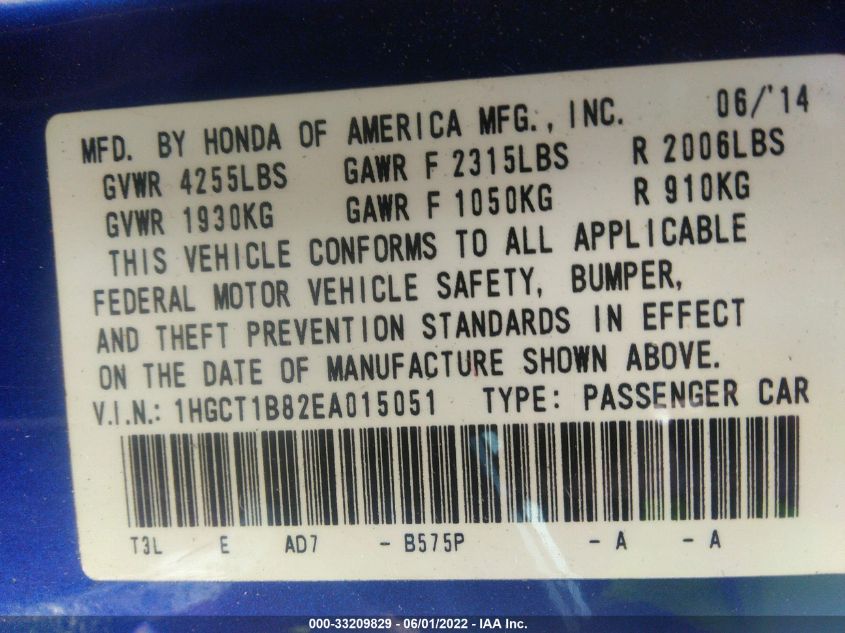 MFD. BY HONDA OF AMERICA MFG., INC. 06/'14
GVWR 4255LBS GAWR F 2315LBS R 2006LBS
GVWR 1930KG GAWR F 1050KG R 910KG
THIS VEHICLE CONFORMS TO ALL APPLICABLE
FEDERAL MOTOR VEHICLE SAFETY, BUMPER,
AND THEFT PREVENTION STANDARDS IN EFFECT
ON THE DATE OF MANUFACTURE SHOWN ABOVE.
V.I.N.: 1HGCT1B82EA015051 TYPE: PASSENGER CAR
T3L E AD7 - B575P - A - A
000-33209829 - 06/01/2022 - IAA Inc.